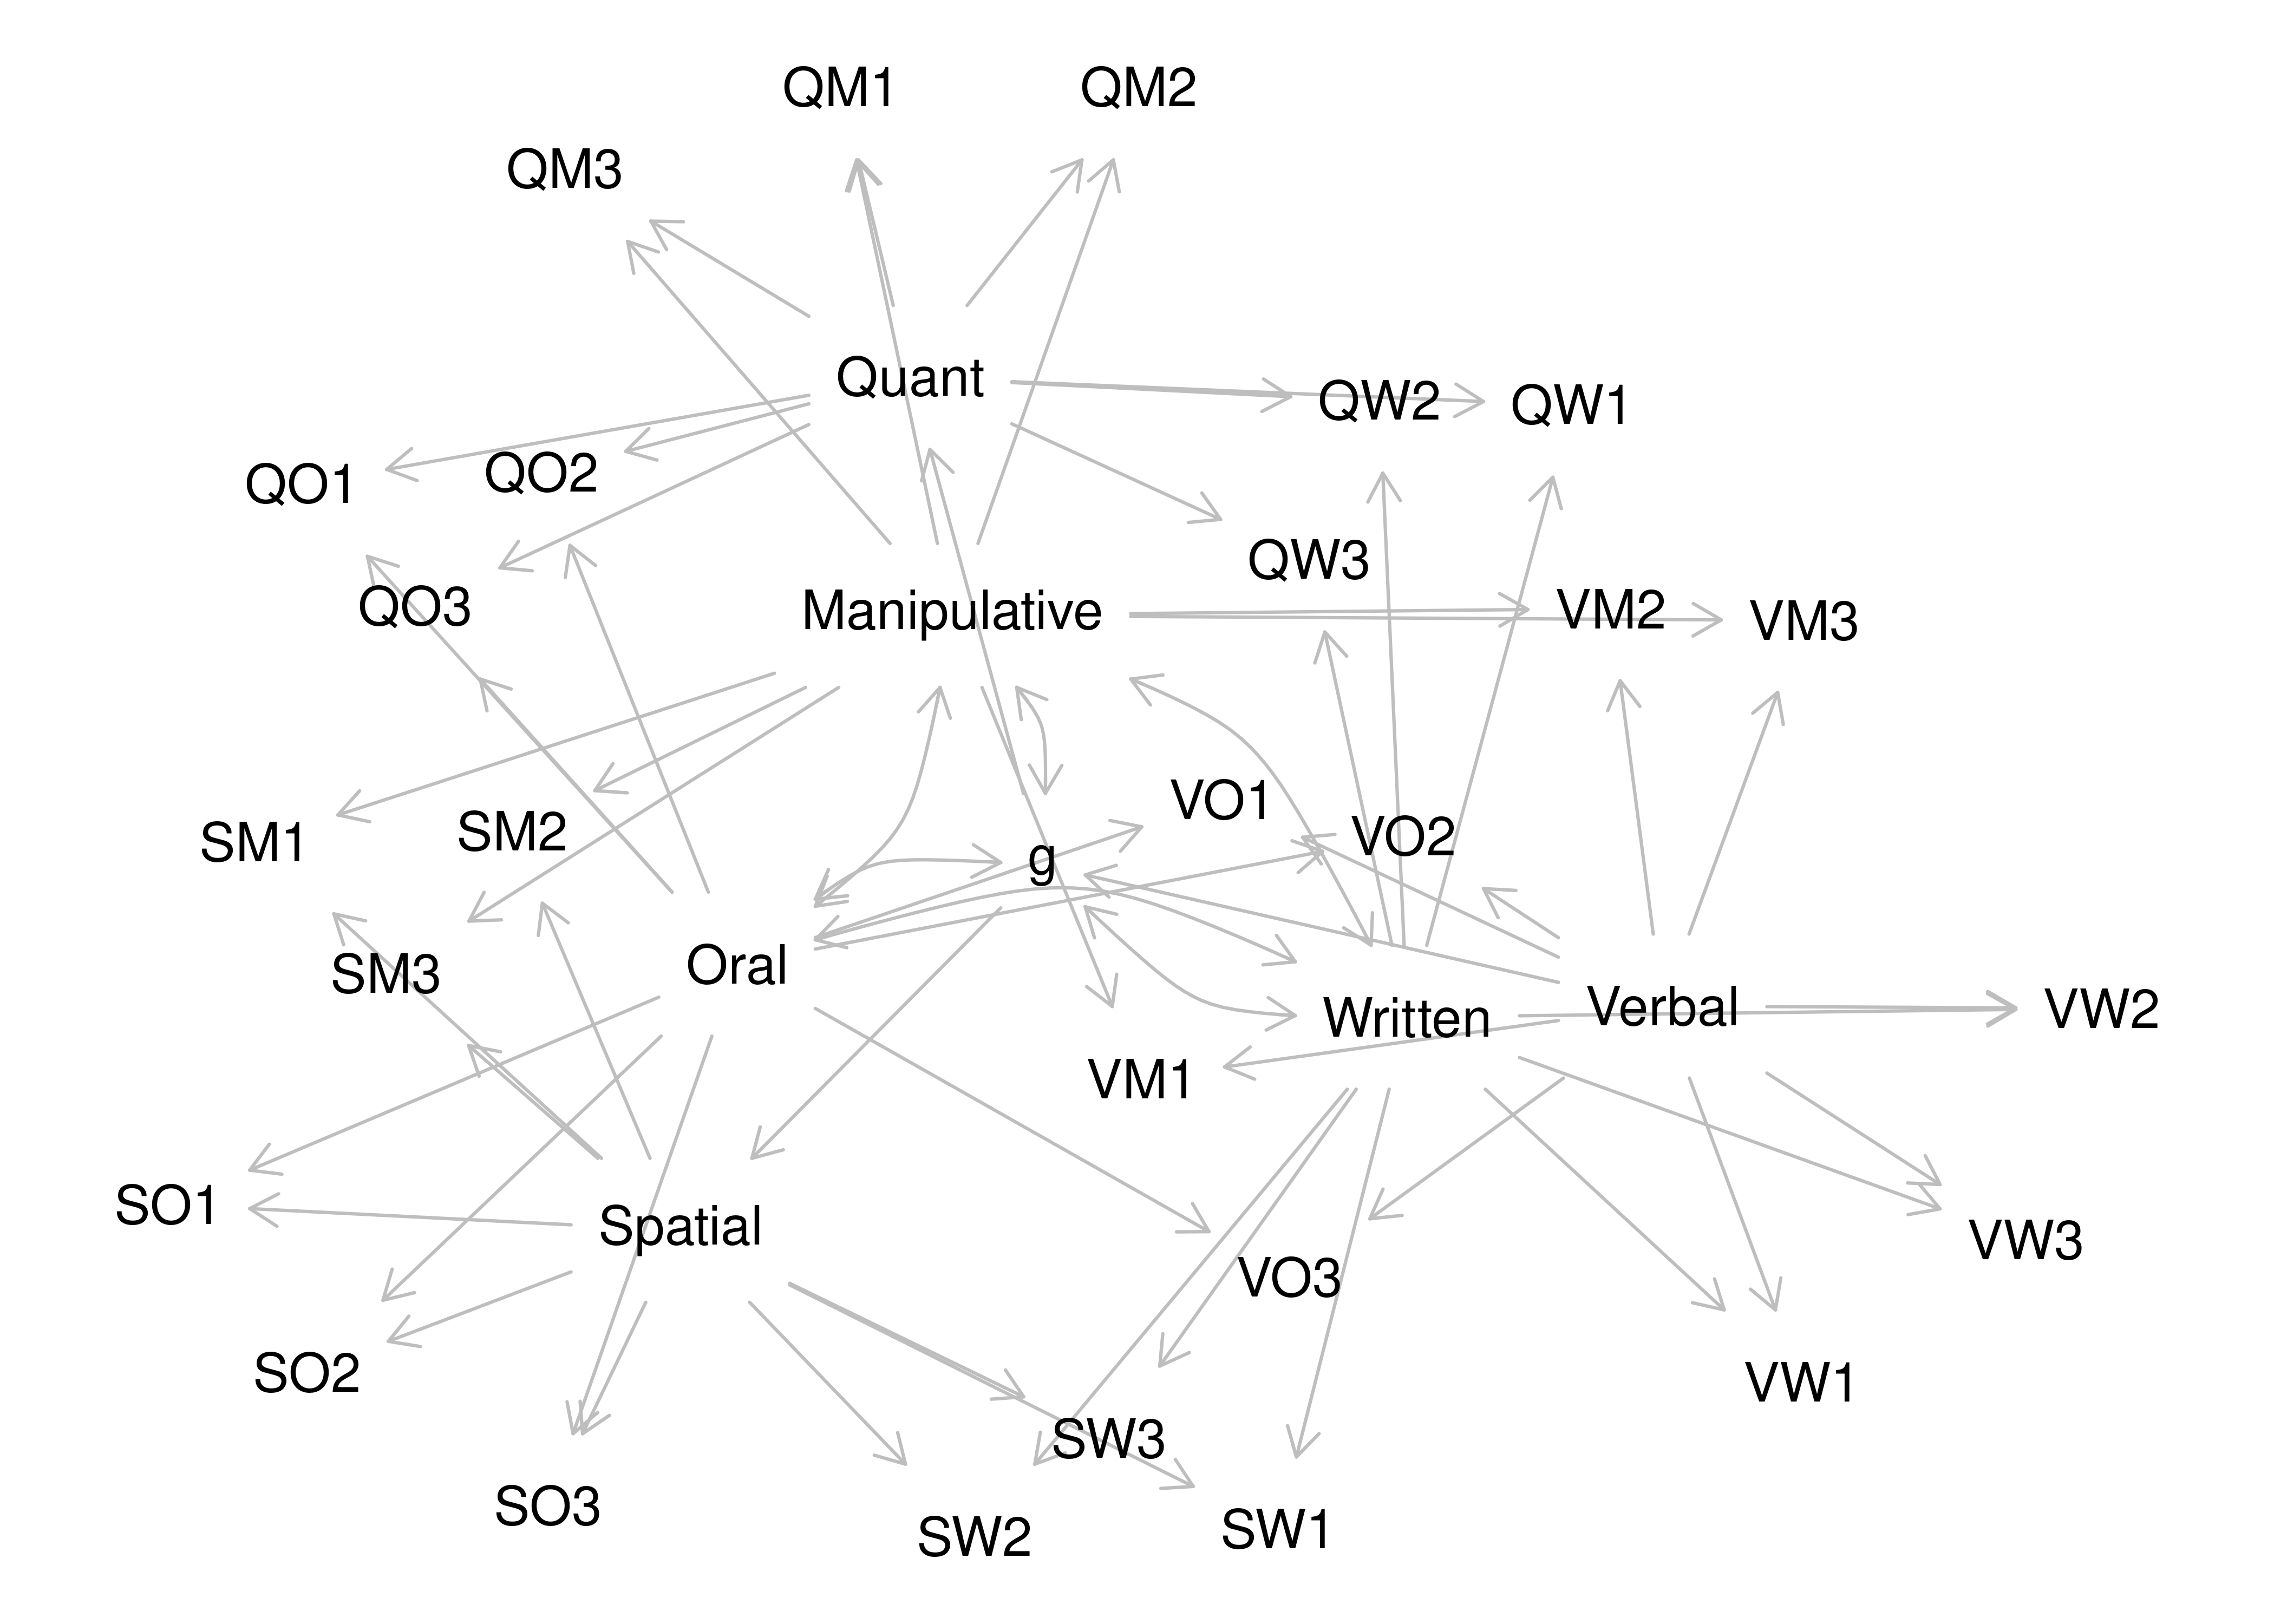 QM1
QM2
QM3
Quant
QW2
QW1
QO1
QO2
QW3
QO3
Manipulative
VM2
VM3
VO1
SM1
SM2
VO2
g
SM3
Oral
Written
Verbal
VW2
VM1
SO1
Spatial
VW3
VO3
SO2
VW1
SW3
SO3
SW2
SW1